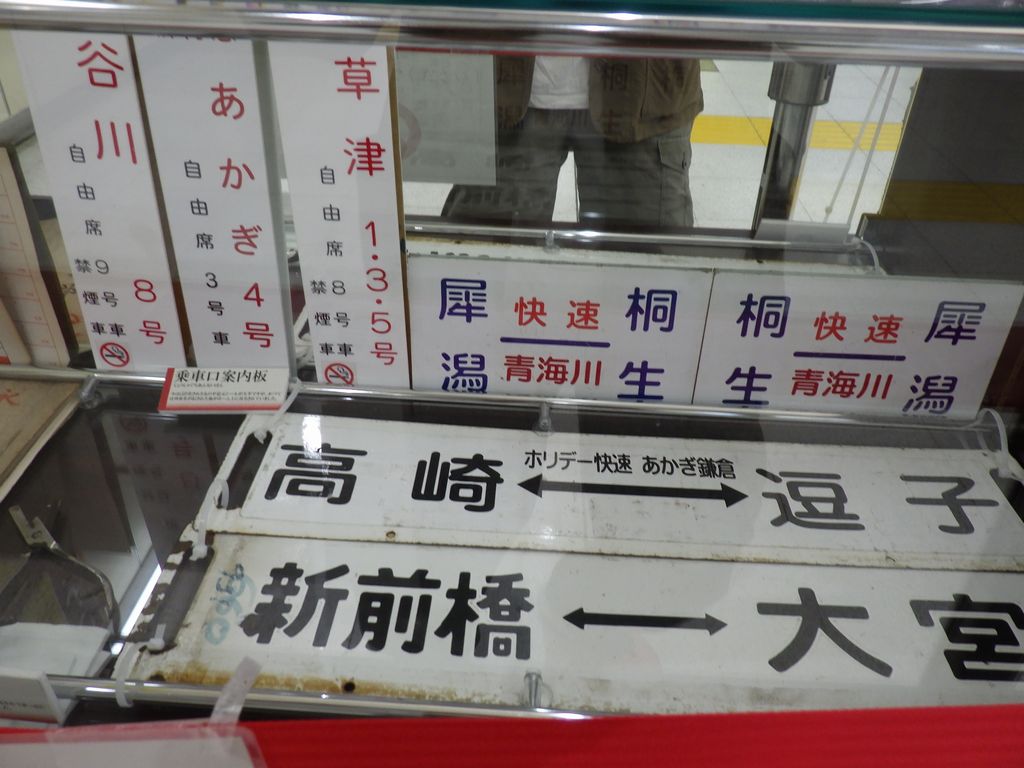 谷川 8号
自由席
禁煙車 9号車
あかぎ 4号
自由席 3号車
草津 1・3・5号
自由席
禁煙車 8号車
犀潟 快速 桐生
青海川
桐生 快速 犀潟
青海川
乗車口案内板
高崎 ホリデー快速 あかぎ鎌倉 逗子
新前橋 大宮